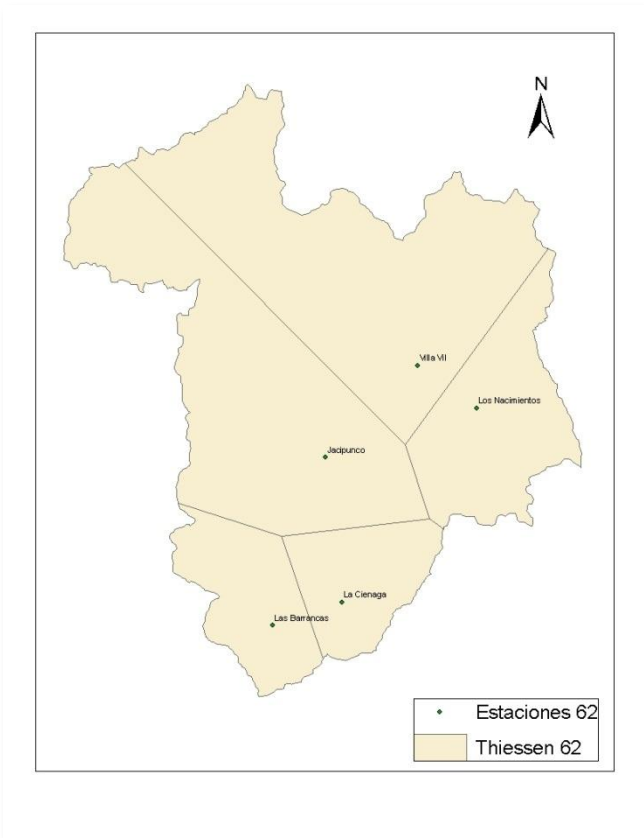 N
Villa Vil
Los Nacimientos
Jacipunco
La Cienaga
Las Barrancas
Estaciones 62
Thiessen 62